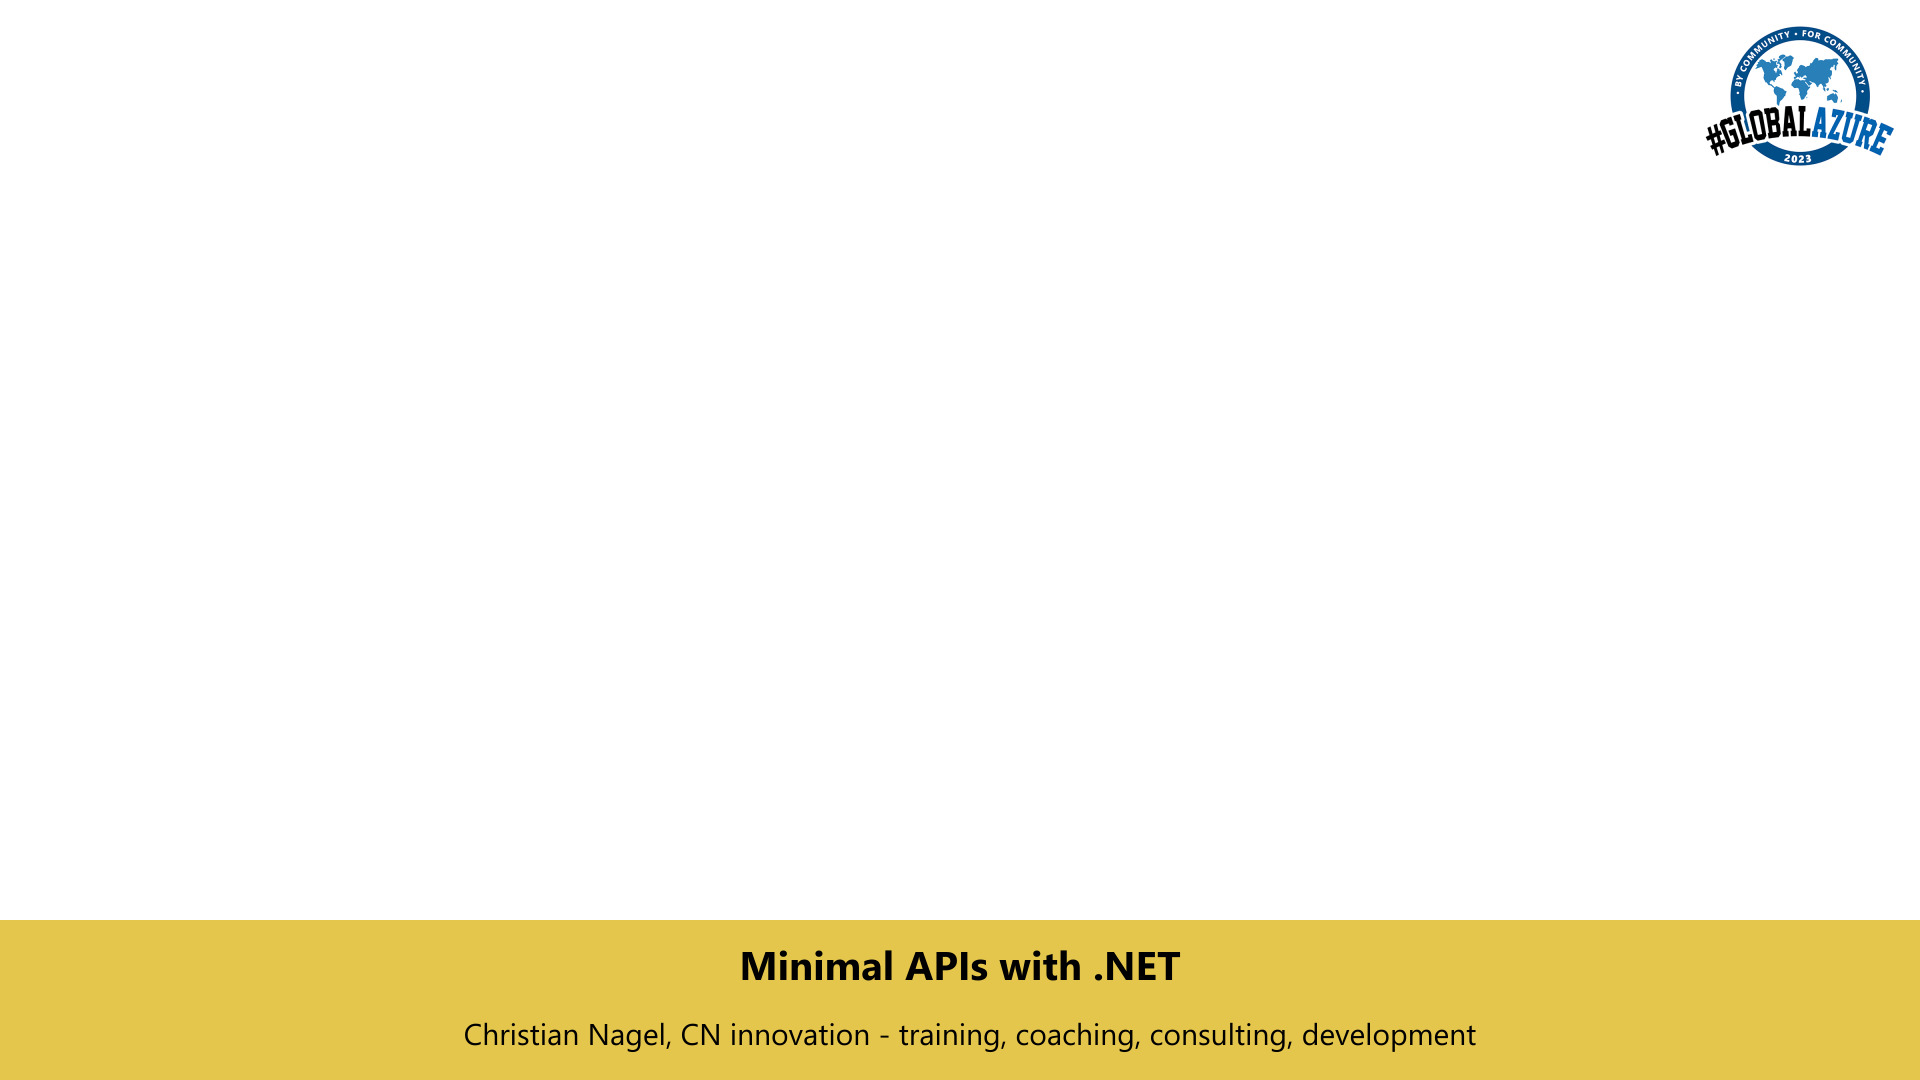 • BY COMMUNITY • FOR COMMUNITY •
#GLOBALAZURE
2023
Minimal APIs with .NET
Christian Nagel, CN innovation - training, coaching, consulting, development